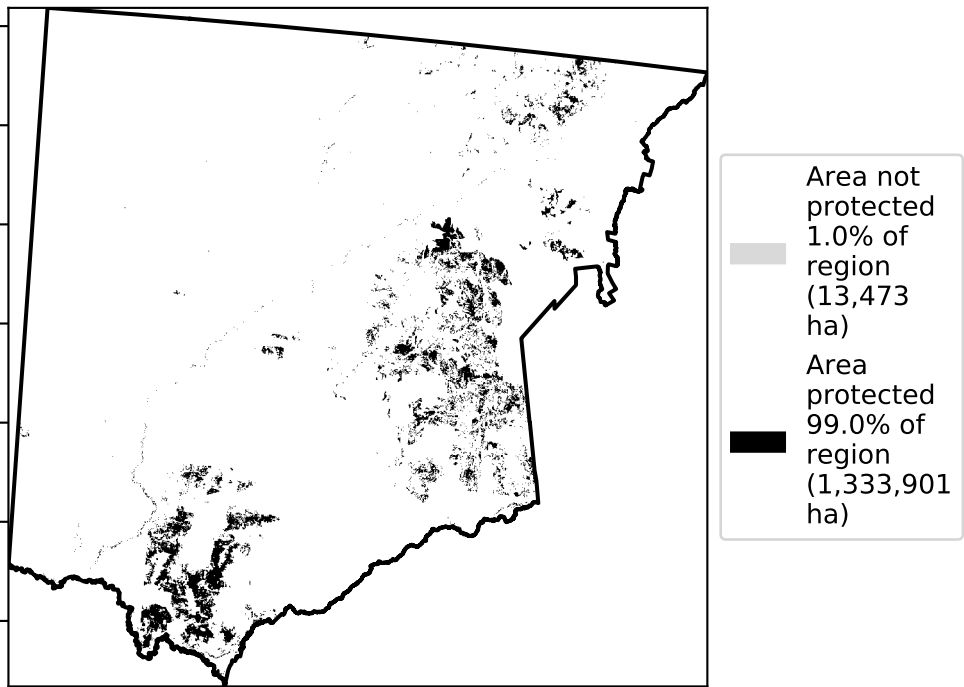 Area not
protected
1.0% of
region
(13,473
ha)
Area
protected
99.0% of
region
(1,333,901
ha)